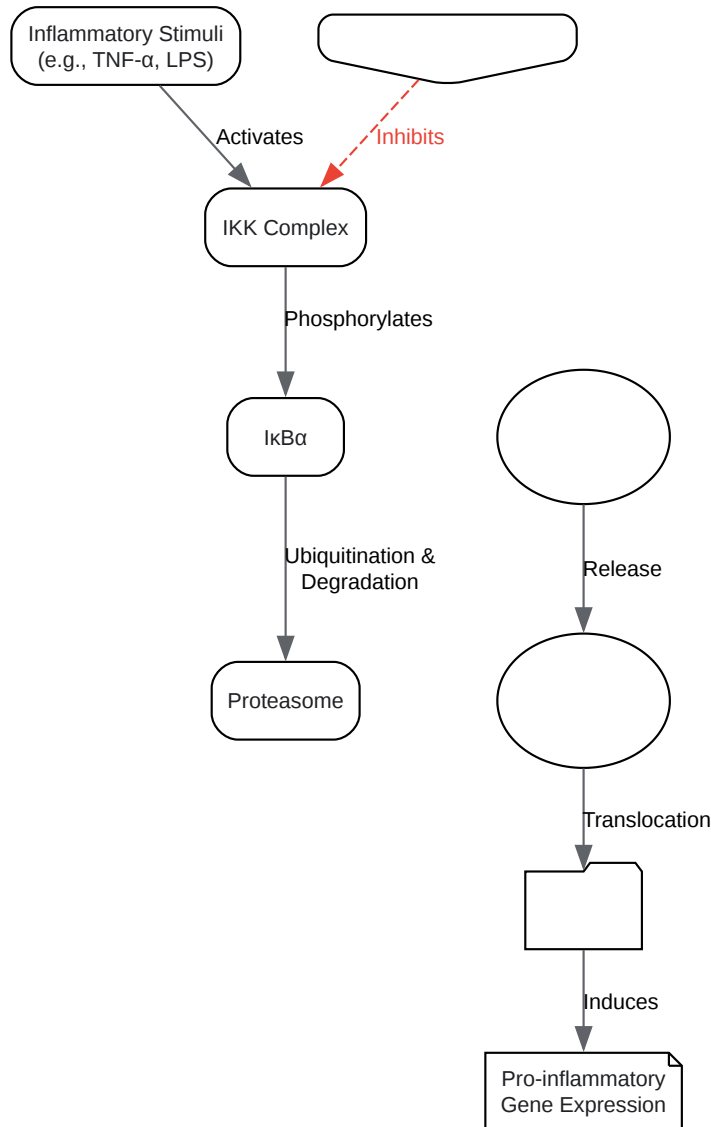 Inflammatory Stimuli
(e.g., TNF-α, LPS)
Activates
Inhibits
IKK Complex
Phosphorylates
IκBα
Ubiquitination &
Degradation
Release
Proteasome
Translocation
Induces
Pro-inflammatory
Gene Expression